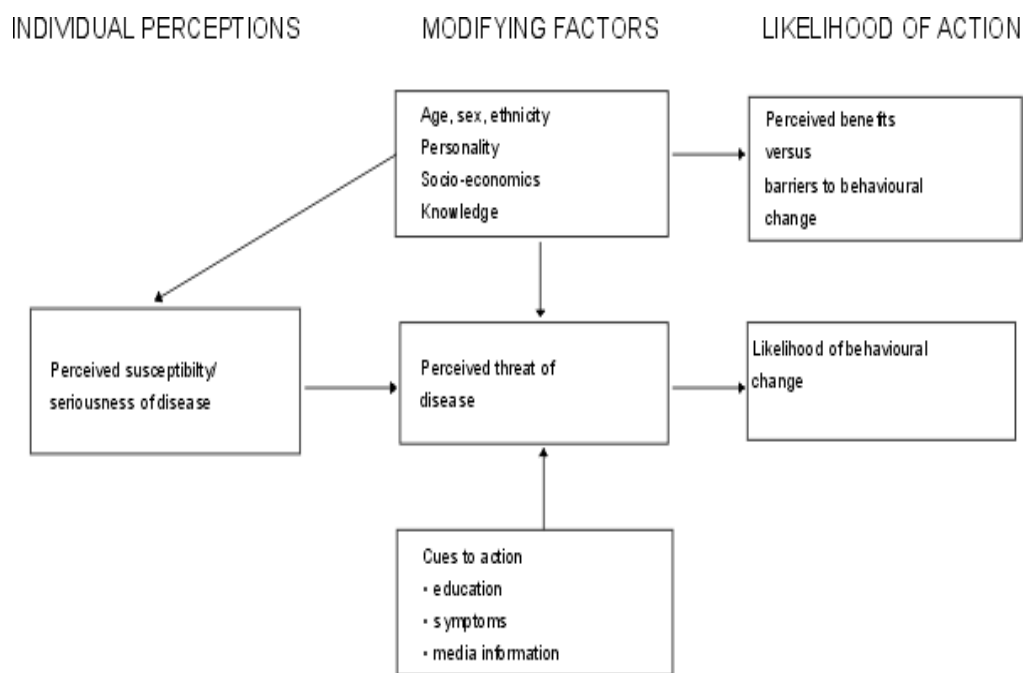 INDIVIDUAL PERCEPTIONS
MODIFYING FACTORS
LIKELIHOOD OF ACTION
Age, sex, ethnicity
Personality
Socio-economics
Knowledge
Perceived benefits
versus
barriers to behavioural
change
Perceived susceptibilty/
seriousness of disease
Perceived threat of
disease
Likelihood of behavioural
change
Cues to action
• education
• symptoms
• media information